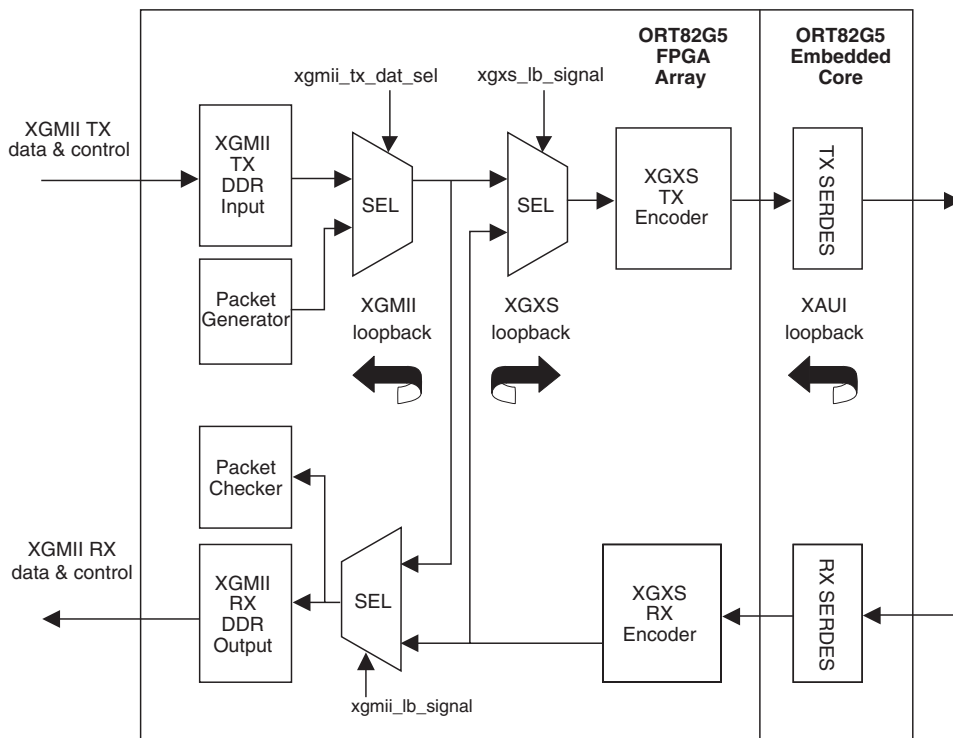 ORT82G5
FPGA
Array
ORT82G5
Embedded
Core
xgmii_tx_dat_sel
xgxs_lb_signal
XGMII TX
data & control
XGMII
TX
DDR
Input
SEL
SEL
XGXS
TX
Encoder
TX SERDES
Packet
Generator
XGMII
loopback
XGXS
loopback
XAUI
loopback
Packet
Checker
XGMII RX
data & control
XGMII
RX
DDR
Output
SEL
XGXS
RX
Encoder
RX SERDES
xgmii_lb_signal